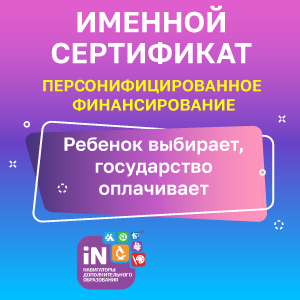 ИМЕННОЙ
СЕРТИФИКАТ
ПЕРСОНИФИЦИРОВАННОЕ
ФИНАНСИРОВАНИЕ
Ребенок выбирает,
государство
оплачивает
iN
НАВИГАТОРЫ
ДОПОЛНИТЕЛЬНОГО
ОБРАЗОВАНИЯ